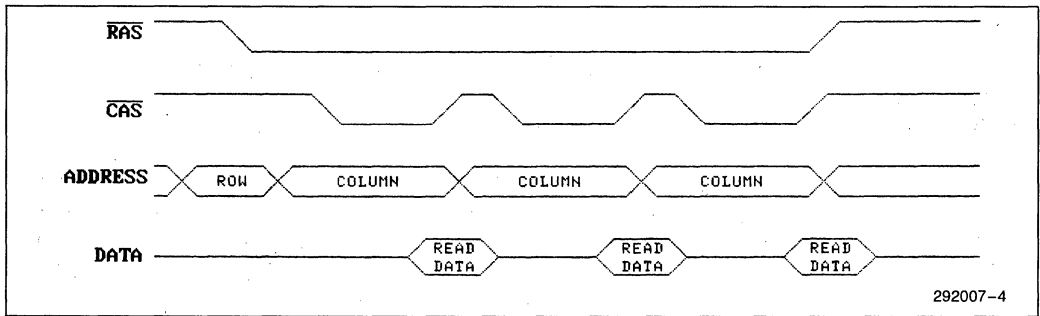 RAS
CAS
ADDRESS ROW COLUMN COLUMN COLUMN
DATA READ DATA READ DATA READ DATA
292007-4